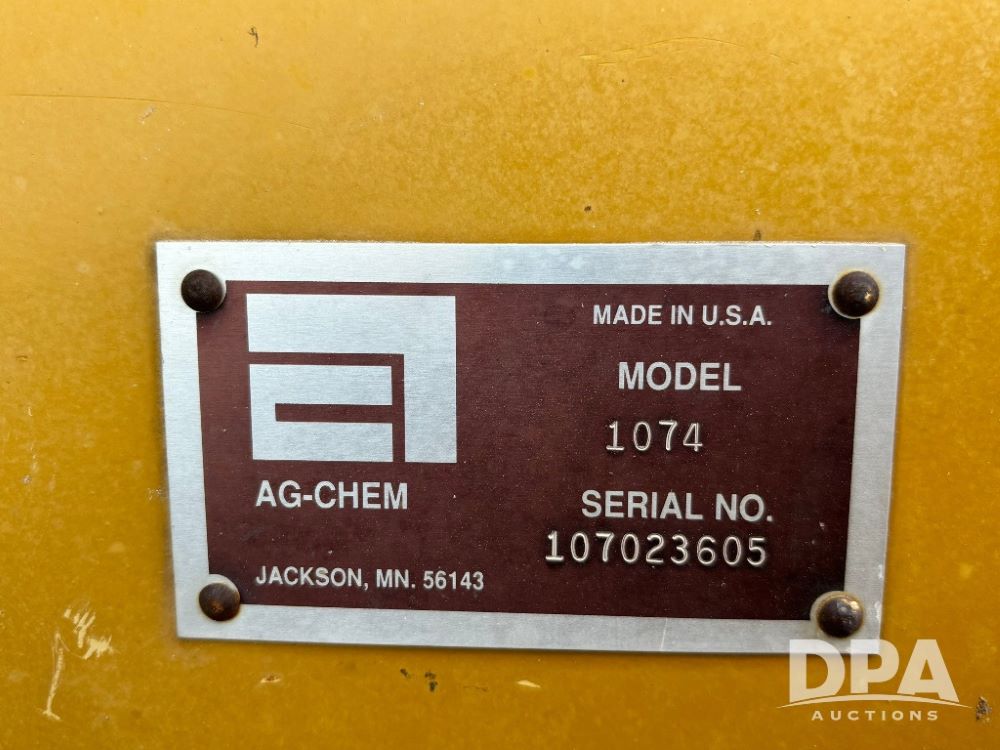 MADE IN U.S.A.
MODEL
1074
AG-CHEM
SERIAL NO.
107023605
JACKSON, MN. 56143
DPA
AUCTIONS